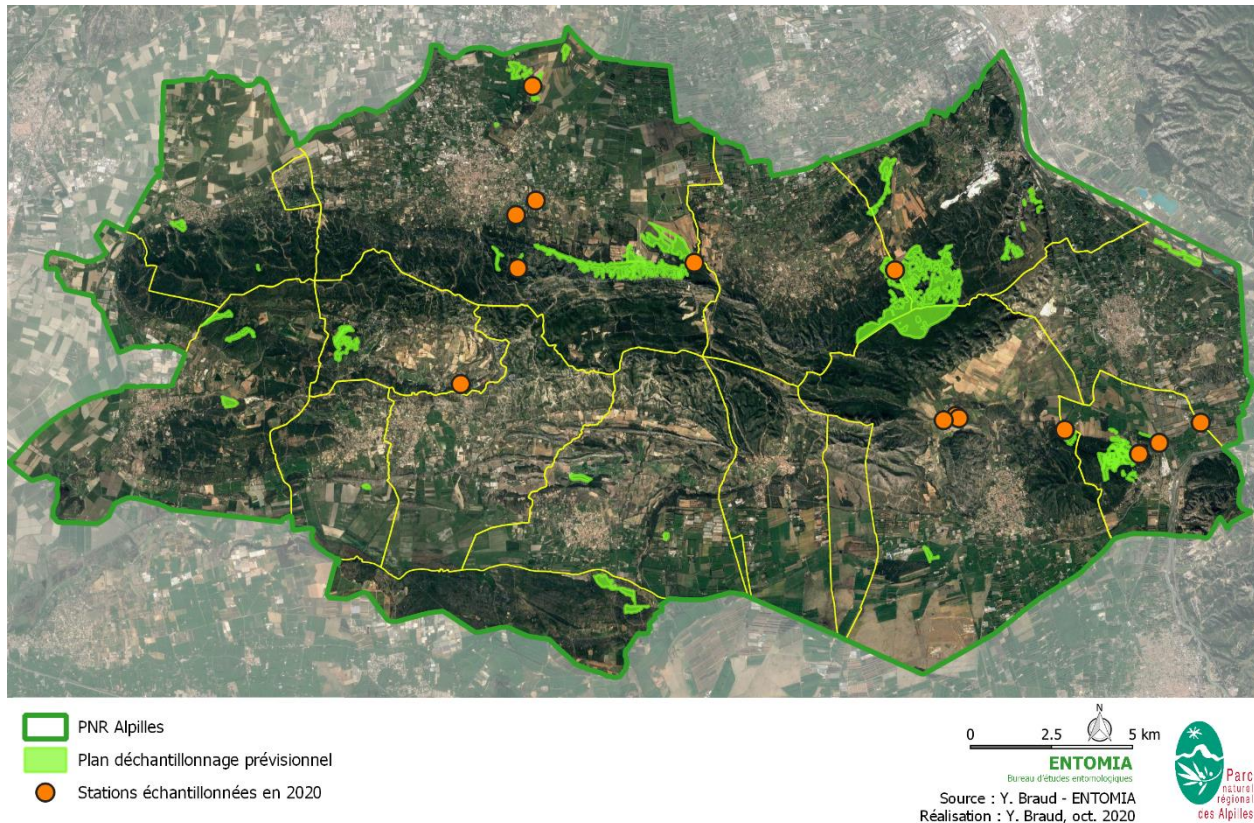 PNR Alpilles
Plan déchantillonnage prévisionnel
Stations échantillonnées en 2020
N
0 2.5 5 km
ENTOMIA
Bureau d'études entomologiques
Source : Y. Braud - ENTOMIA
Réalisation : Y. Braud, oct. 2020
Parc
naturel
régional
des Alpilles